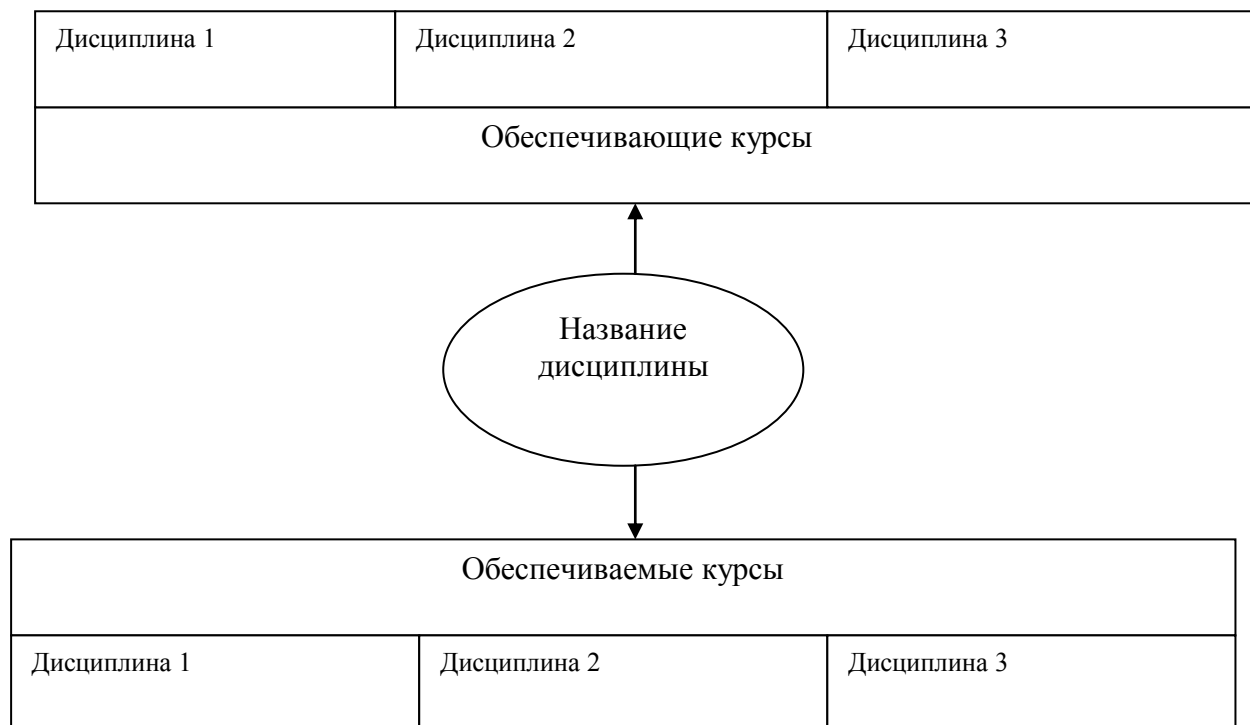 Дисциплина 1
Дисциплина 2
Дисциплина 3
Обеспечивающие курсы
Название
дисциплины
Обеспечиваемые курсы
Дисциплина 1
Дисциплина 2
Дисциплина 3